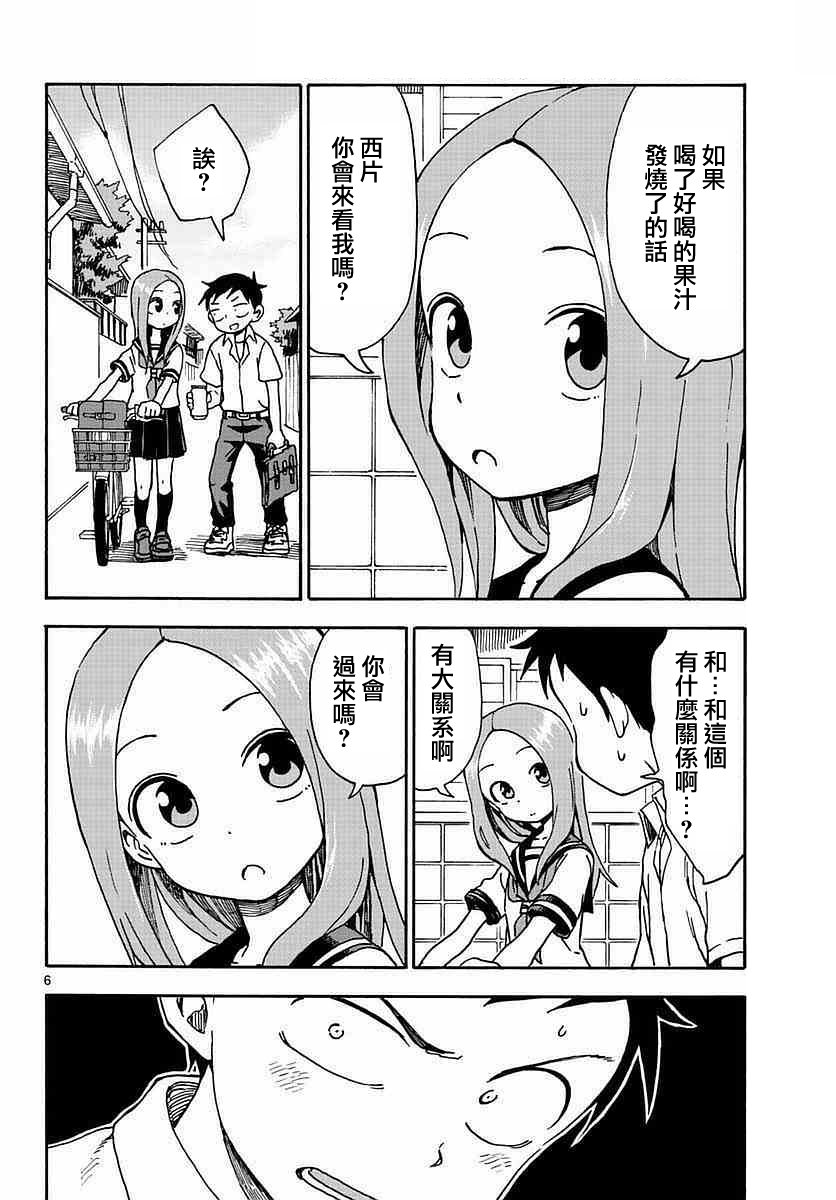 如果
喝了好喝的果汁
發燒了的話
西片
你會來看我嗎?
誒?
和…和這個
有什麼關係啊…?
有大關系啊
你會
過來嗎?
6